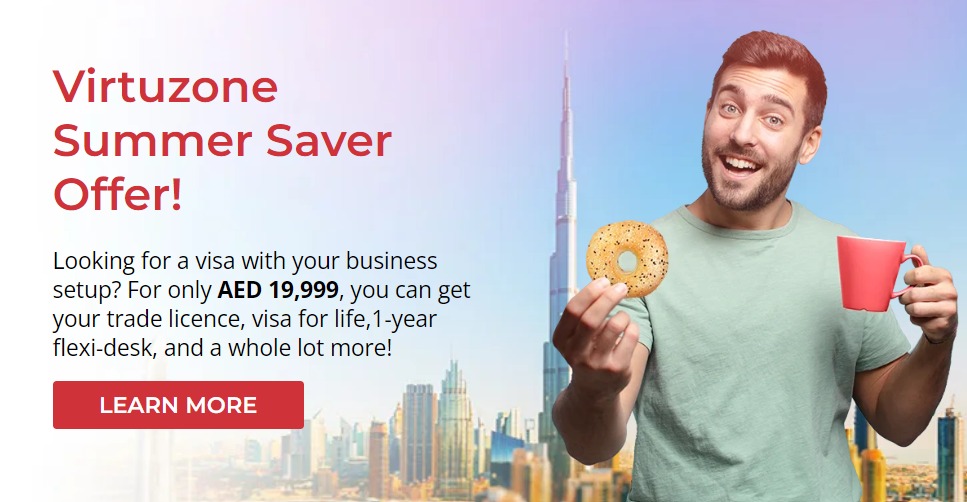 Virtuzone
Summer Saver
Offer!
Looking for a visa with your business
setup? For only AED 19,999, you can get
your trade licence, visa for life,1-year
flexi-desk, and a whole lot more!
LEARN MORE